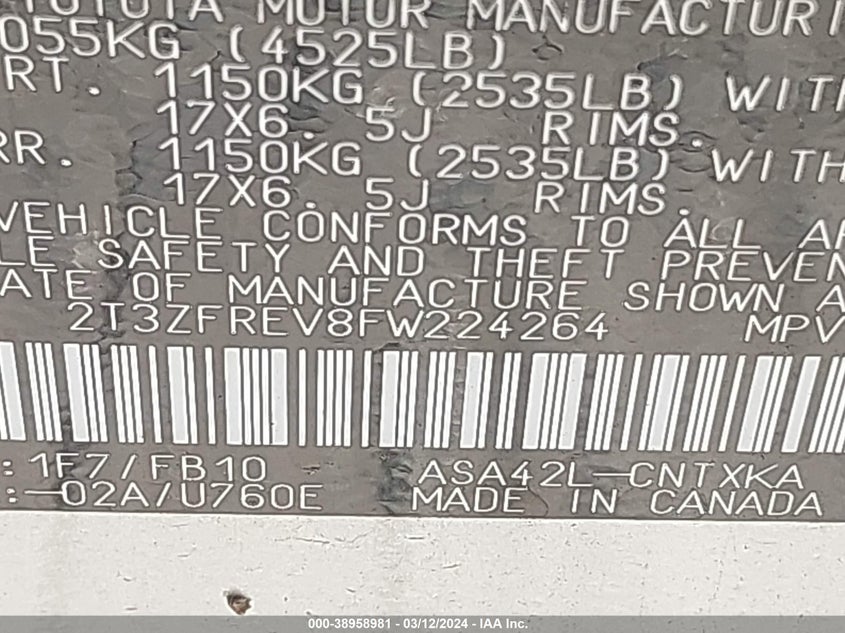 TOYOTA MOTOR MANUFACTURI
055KG (4525LB)
RT. 1150KG (2535LB) WITH
17X6. 5J RIMS.
RR. 1150KG (2535LB) WITH
17X6. 5J RIMS.
VEHICLE CONFORMS TO ALL AP
LE SAFETY AND THEFT PREVEN
ATE OF MANUFACTURE SHOWN A
2T3ZFREV8FW224264 MPV
: 1F7/FB10 ASA42L-CNTXKA
:-02A/U760E MADE IN CANADA
000-38958981 - 03/12/2024 - IAA Inc.